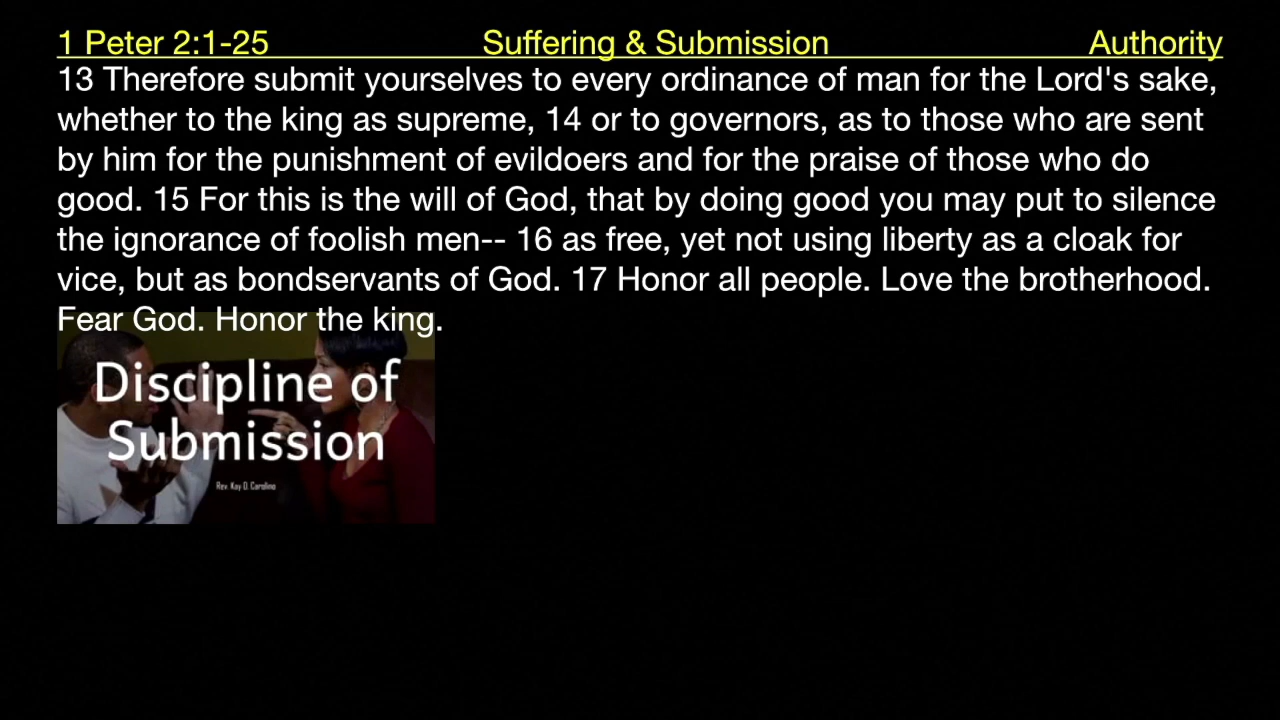 1 Peter 2:1-25 Suffering & Submission Authority
13 Therefore submit yourselves to every ordinance of man for the Lord's sake,
whether to the king as supreme, 14 or to governors, as to those who are sent
by him for the punishment of evildoers and for the praise of those who do
good. 15 For this is the will of God, that by doing good you may put to silence
the ignorance of foolish men-- 16 as free, yet not using liberty as a cloak for
vice, but as bondservants of God. 17 Honor all people. Love the brotherhood.
Fear God. Honor the king.
Discipline of
Submission
Rev. Kay D. Carolino